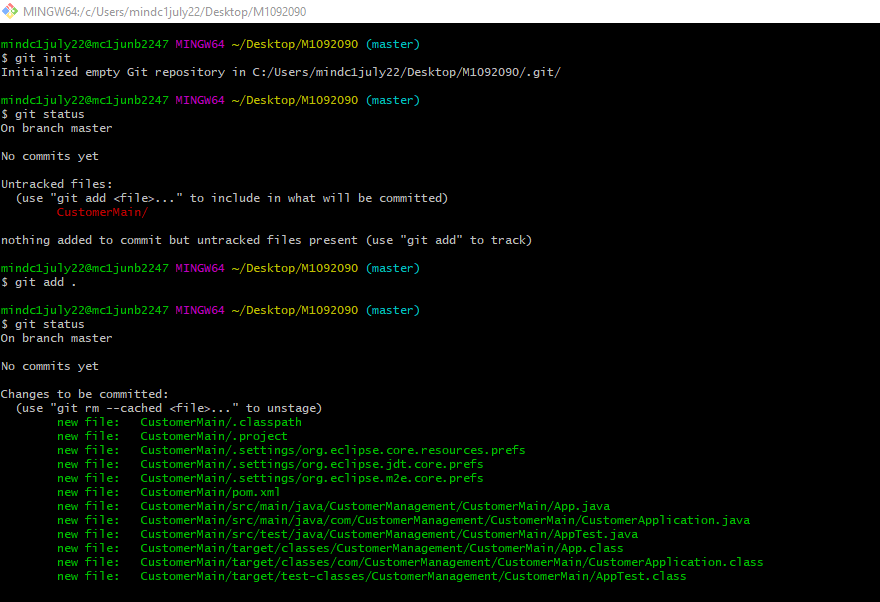 MINGW64:/c/Users/mindc1july22/Desktop/M1092090
mindc1july22@mc1junb2247 MINGW64 ~/Desktop/M1092090 (master)
$ git init
Initialized empty Git repository in C:/Users/mindc1july22/Desktop/M1092090/.git/
mindc1july22@mc1junb2247 MINGW64 ~/Desktop/M1092090 (master)
$ git status
On branch master
No commits yet
Untracked files:
(use "git add <file>..." to include in what will be committed)
CustomerMain/
nothing added to commit but untracked files present (use "git add" to track)
mindc1july22@mc1junb2247 MINGW64 ~/Desktop/M1092090 (master)
$ git add .
mindc1july22@mc1junb2247 MINGW64 ~/Desktop/M1092090 (master)
$ git status
On branch master
No commits yet
Changes to be committed:
(use "git rm --cached <file>..." to unstage)
new file: CustomerMain/.classpath
new file: CustomerMain/.project
new file: CustomerMain/.settings/org.eclipse.core.resources.prefs
new file: CustomerMain/.settings/org.eclipse.jdt.core.prefs
new file: CustomerMain/.settings/org.eclipse.m2e.core.prefs
new file: CustomerMain/pom.xml
new file: CustomerMain/src/main/java/CustomerManagement/CustomerMain/App.java
new file: CustomerMain/src/main/java/com/CustomerManagement/CustomerMain/CustomerApplication.java
new file: CustomerMain/src/test/java/CustomerManagement/CustomerMain/AppTest.java
new file: CustomerMain/target/classes/CustomerManagement/CustomerMain/App.class
new file: CustomerMain/target/classes/com/CustomerManagement/CustomerMain/CustomerApplication.class
new file: CustomerMain/target/test-classes/CustomerManagement/CustomerMain/AppTest.class